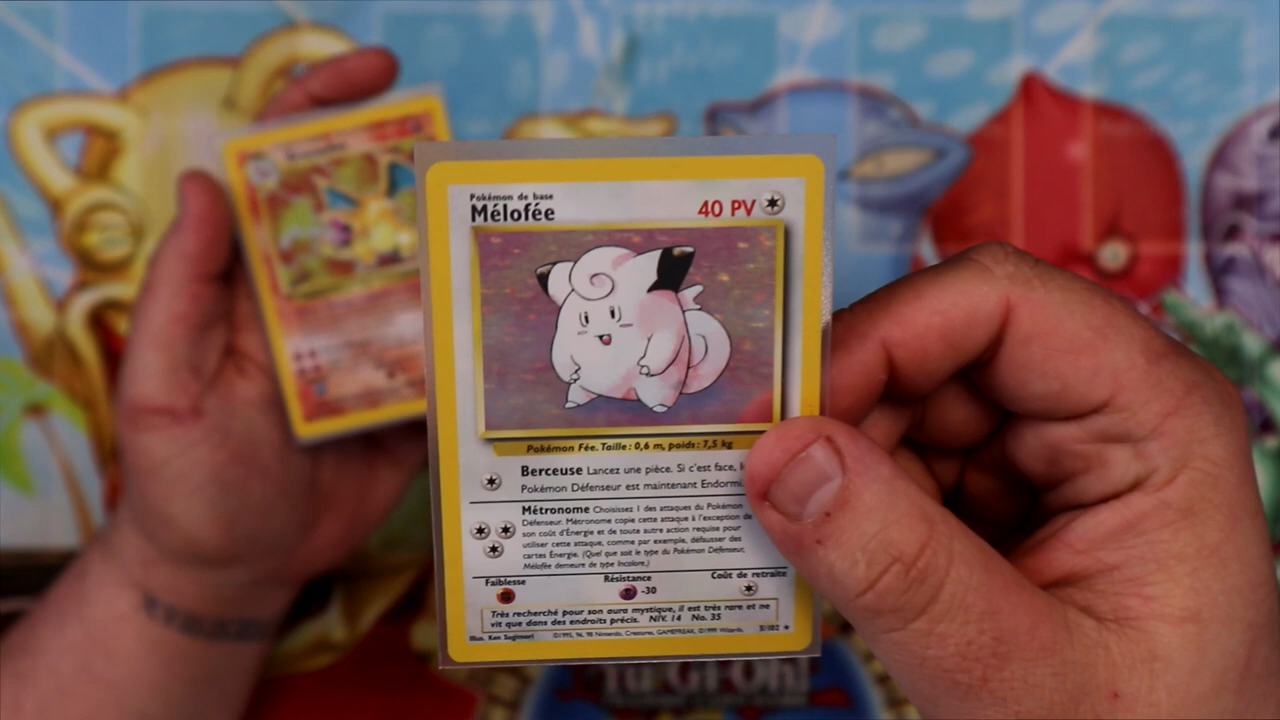 Pokémon de base
Mélofée
40 PV
Pokémon Fée. Taille : 0,6 m, poids : 7,5 kg
Berceuse Lancez une pièce. Si c'est face,
Pokémon Défenseur est maintenant Endormi
Métronome Choisissez 1 des attaques du Pokémon
Défenseur. Métronome copie cette attaque à l'exception de
son coût d'Énergie et de toute autre action requise pour
utiliser cette attaque, comme par exemple, défausser des
cartes Énergie. (Quel que soit le type du Pokémon Défenseur,
Mélofée demeure de type Incolore.)
Faiblesse Résistance Coût de retraite
-30
Très recherché pour son aura mystique, il est très rare et ne
vit que dans des endroits précis. NIV. 14 No. 35
Illus. Ken Sugimori ©1995, 96, 98 Nintendo, Creatures, GAMEFREAK. ©1999 Wizards. 5/102
Yu-Gi-Oh!